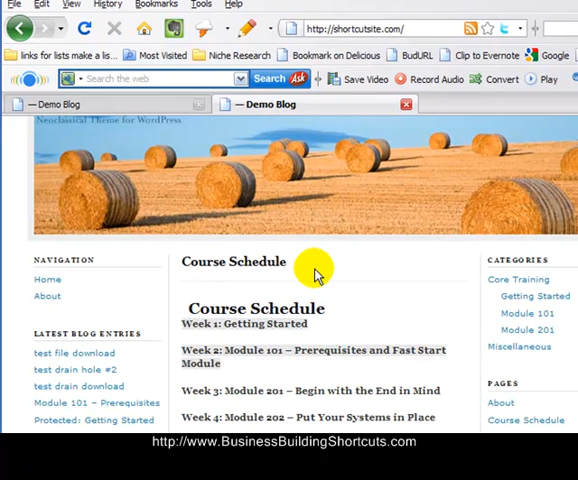 File Edit View History Bookmarks Tools Help
http://shortcutsite.com/
links for lists make a lis... Most Visited Niche Research Bookmark on Delicious BudURL Clip to Evernote Google
Search the web Search Ask Save Video Record Audio Convert Play
— Demo Blog — Demo Blog
Neoclassical Theme for WordPress
NAVIGATION
Home
About
LATEST BLOG ENTRIES
test file download
test drain hole #2
test drain download
Module 101 – Prerequisites
Protected: Getting Started
Course Schedule
Course Schedule
Week 1: Getting Started
Week 2: Module 101 – Prerequisites and Fast Start
Module
Week 3: Module 201 – Begin with the End in Mind
Week 4: Module 202 – Put Your Systems in Place
CATEGORIES
Core Training
Getting Started
Module 101
Module 201
Miscellaneous
PAGES
About
Course Schedule
http://www.BusinessBuildingShortcuts.com